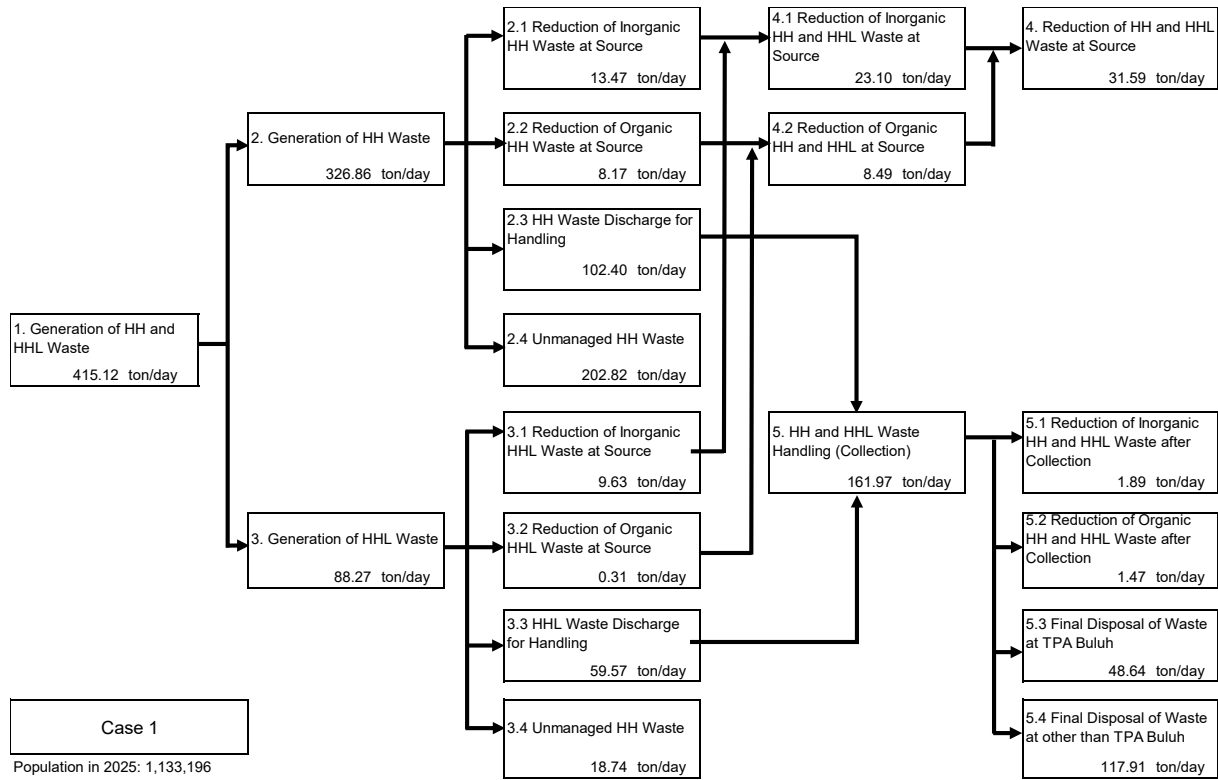 2.1 Reduction of Inorganic
HH Waste at Source
13.47 ton/day
4.1 Reduction of Inorganic
HH and HHL Waste at
Source
23.10 ton/day
4. Reduction of HH and HHL
Waste at Source
31.59 ton/day
2. Generation of HH Waste
326.86 ton/day
2.2 Reduction of Organic
HH Waste at Source
8.17 ton/day
4.2 Reduction of Organic
HH and HHL at Source
8.49 ton/day
2.3 HH Waste Discharge for
Handling
102.40 ton/day
1. Generation of HH and
HHL Waste
415.12 ton/day
2.4 Unmanaged HH Waste
202.82 ton/day
3.1 Reduction of Inorganic
HHL Waste at Source
9.63 ton/day
5. HH and HHL Waste
Handling (Collection)
161.97 ton/day
5.1 Reduction of Inorganic
HH and HHL Waste after
Collection
1.89 ton/day
3. Generation of HHL Waste
88.27 ton/day
3.2 Reduction of Organic
HHL Waste at Source
0.31 ton/day
5.2 Reduction of Organic
HH and HHL Waste after
Collection
1.47 ton/day
3.3 HHL Waste Discharge
for Handling
59.57 ton/day
5.3 Final Disposal of Waste
at TPA Buluh
48.64 ton/day
Case 1
Population in 2025: 1,133,196
3.4 Unmanaged HH Waste
18.74 ton/day
5.4 Final Disposal of Waste
at other than TPA Buluh
117.91 ton/day